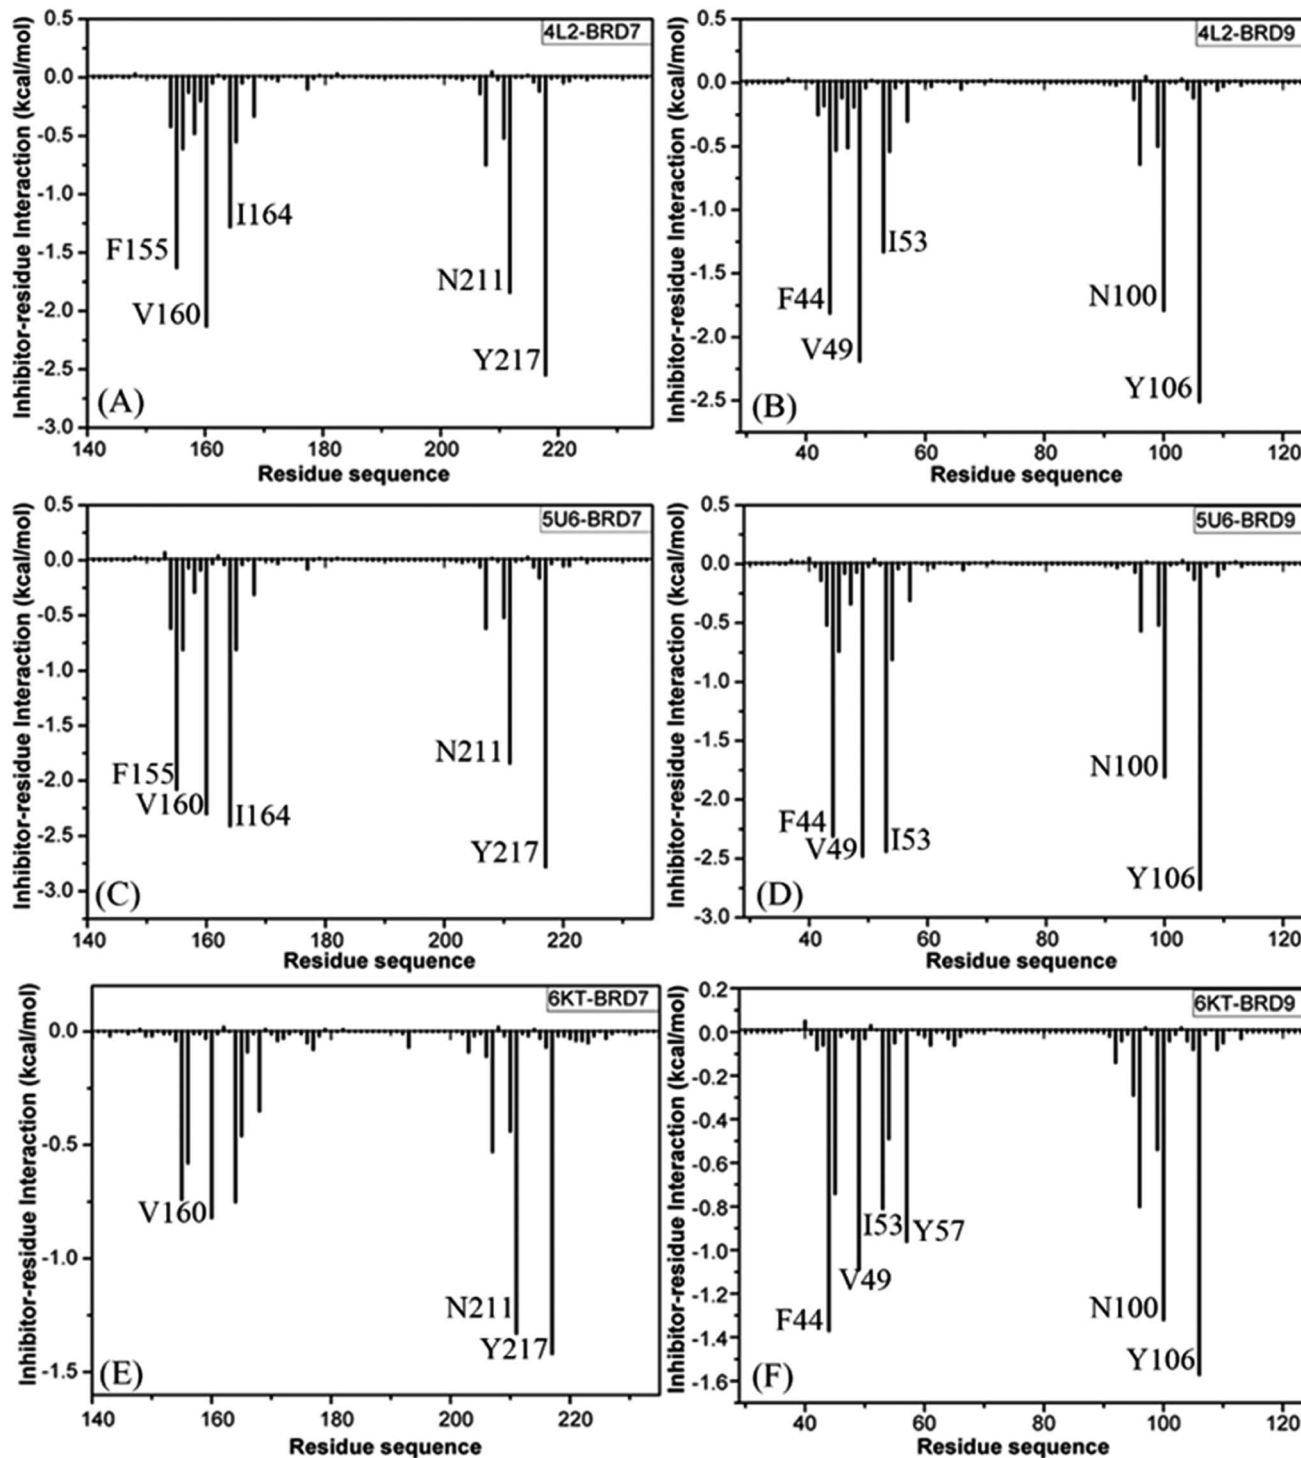 Inhibitor-residue Interaction (kcal/mol)
0.5
0.0
-0.5
-1.0
-1.5
-2.0
-2.5
-3.0
4L2-BRD7
F155
V160
I164
N211
Y217
(A)
140 160 180 200 220
Residue sequence
Inhibitor-residue Interaction (kcal/mol)
0.5
0.0
-0.5
-1.0
-1.5
-2.0
-2.5
4L2-BRD9
F44
V49
I53
N100
Y106
(B)
40 60 80 100 120
Residue sequence
Inhibitor-residue Interaction (kcal/mol)
0.5
0.0
-0.5
-1.0
-1.5
-2.0
-2.5
-3.0
5U6-BRD7
F155
V160
I164
N211
Y217
(C)
140 160 180 200 220
Residue sequence
Inhibitor-residue Interaction (kcal/mol)
0.5
0.0
-0.5
-1.0
-1.5
-2.0
-2.5
-3.0
5U6-BRD9
F44
V49
I53
N100
Y106
(D)
40 60 80 100 120
Residue sequence
Inhibitor-residue Interaction (kcal/mol)
0.0
-0.5
-1.0
-1.5
6KT-BRD7
V160
N211
Y217
(E)
140 160 180 200 220
Residue sequence
Inhibitor-residue Interaction (kcal/mol)
0.2
0.0
-0.2
-0.4
-0.6
-0.8
-1.0
-1.2
-1.4
-1.6
6KT-BRD9
I53
Y57
V49
F44
N100
Y106
(F)
40 60 80 100 120
Residue sequence